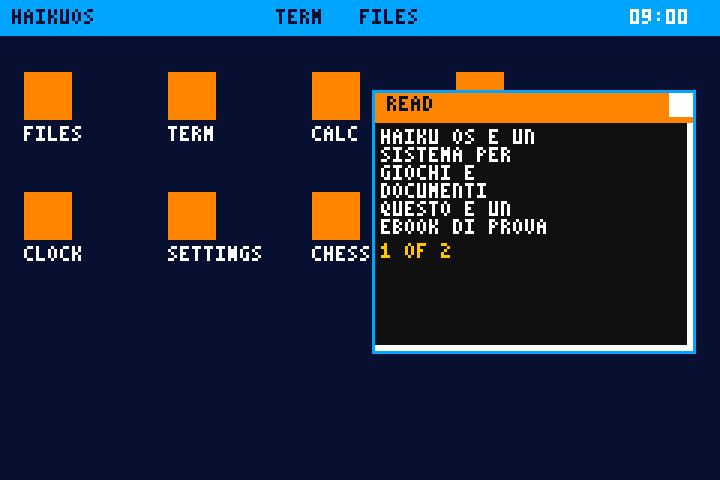 HAIKUOS TERM FILES 09:00
READ
FILES TERM CALC
HAIKU OS E UN
SISTEMA PER
GIOCHI E
DOCUMENTI
QUESTO E UN
EBOOK DI PROVA
1 OF 2
CLOCK SETTINGS CHESS